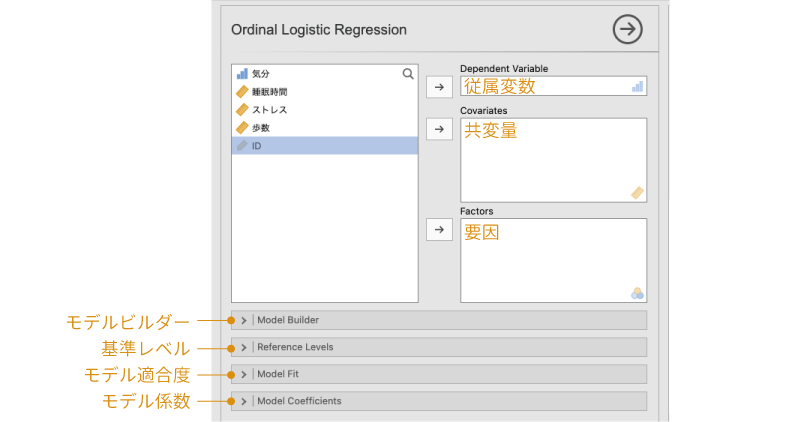 Ordinal Logistic Regression
気分
睡眠時間
ストレス
歩数
ID
Dependent Variable
従属変数
Covariates
共変量
Factors
要因
モデルビルダー
Model Builder
基準レベル
Reference Levels
モデル適合度
Model Fit
モデル係数
Model Coefficients